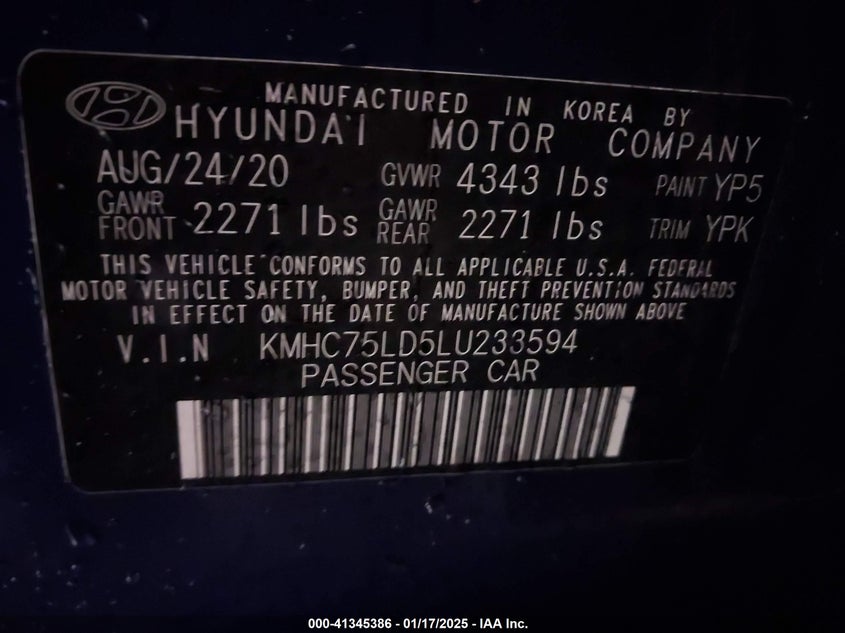 MANUFACTURED IN KOREA BY
HYUNDAI MOTOR COMPANY
AUG/24/20 GVWR 4343 lbs PAINT YP5
GAWR FRONT 2271 lbs GAWR REAR 2271 lbs TRIM YPK
THIS VEHICLE CONFORMS TO ALL APPLICABLE U.S.A. FEDERAL
MOTOR VEHICLE SAFETY, BUMPER, AND THEFT PREVENTION STANDARDS
IN EFFECT ON THE DATE OF MANUFACTURE SHOWN ABOVE
V.I.N KMHC75LD5LU233594
PASSENGER CAR
000-41345386 - 01/17/2025 - IAA Inc.